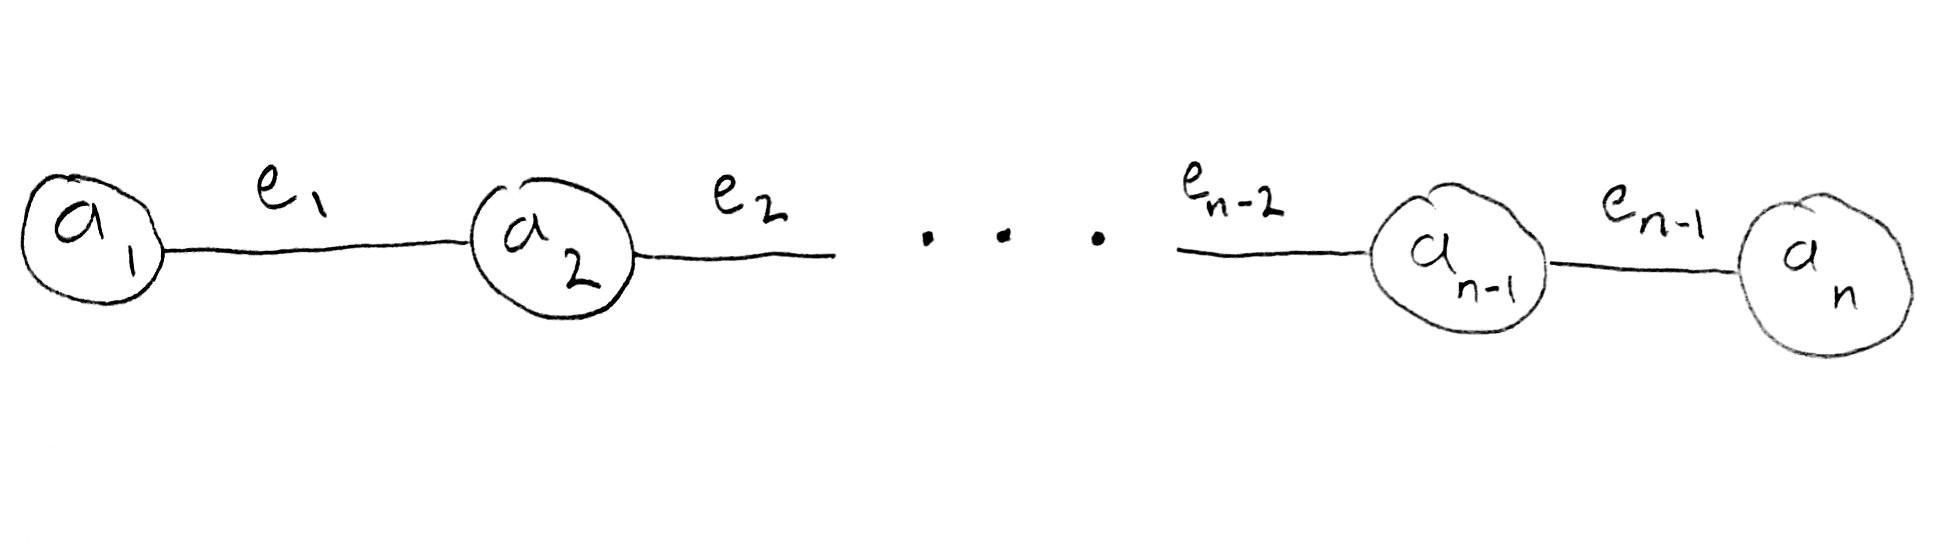 e₁ e₂ eₙ₋₂ eₙ₋₁
a₁ a₂ . . . aₙ₋₁ aₙ